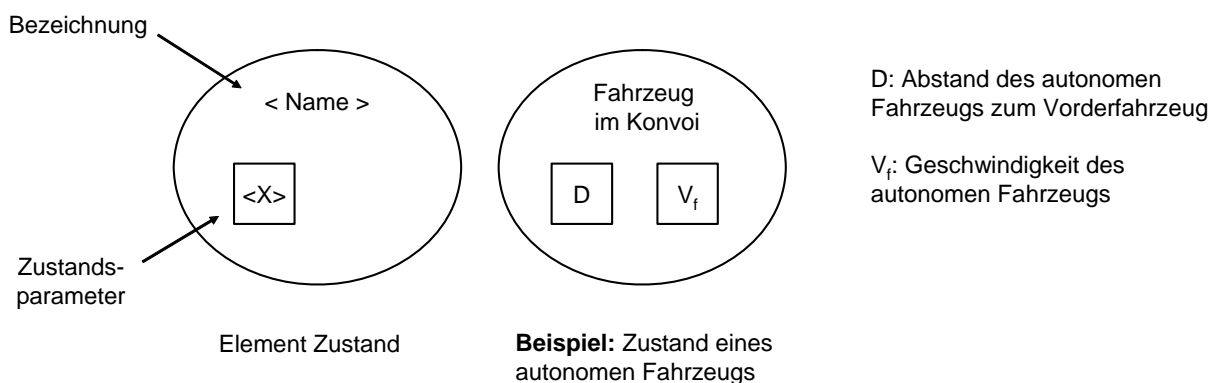 Bezeichnung
< Name >
<X>
Zustands-
parameter
Element Zustand
Fahrzeug
im Konvoi
D
Vf
Beispiel: Zustand eines
autonomen Fahrzeugs
D: Abstand des autonomen
Fahrzeugs zum Vorderfahrzeug
Vf: Geschwindigkeit des
autonomen Fahrzeugs